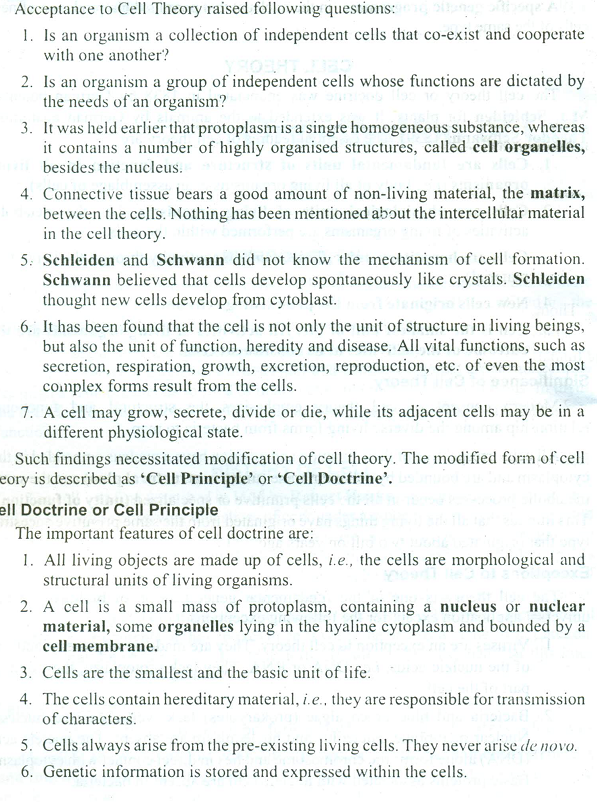 Acceptance to Cell Theory raised following questions:
1. Is an organism a collection of independent cells that co-exist and cooperate
with one another?
2. Is an organism a group of independent cells whose functions are dictated by
the needs of an organism?
3. It was held earlier that protoplasm is a single homogeneous substance, whereas
it contains a number of highly organised structures, called cell organelles,
besides the nucleus.
4. Connective tissue bears a good amount of non-living material, the matrix,
between the cells. Nothing has been mentioned about the intercellular material
in the cell theory.
5. Schleiden and Schwann did not know the mechanism of cell formation.
Schwann believed that cells develop spontaneously like crystals. Schleiden
thought new cells develop from cytoblast.
6. It has been found that the cell is not only the unit of structure in living beings,
but also the unit of function, heredity and disease. All vital functions, such as
secretion, respiration, growth, excretion, reproduction, etc. of even the most
complex forms result from the cells.
7. A cell may grow, secrete, divide or die, while its adjacent cells may be in a
different physiological state.
Such findings necessitated modification of cell theory. The modified form of cell
eory is described as 'Cell Principle' or 'Cell Doctrine'.
ell Doctrine or Cell Principle
The important features of cell doctrine are:
1. All living objects are made up of cells, i.e., the cells are morphological and
structural units of living organisms.
2. A cell is a small mass of protoplasm, containing a nucleus or nuclear
material, some organelles lying in the hyaline cytoplasm and bounded by a
cell membrane.
3. Cells are the smallest and the basic unit of life.
4. The cells contain hereditary material, i.e., they are responsible for transmission
of characters.
5. Cells always arise from the pre-existing living cells. They never arise de novo.
6. Genetic information is stored and expressed within the cells.